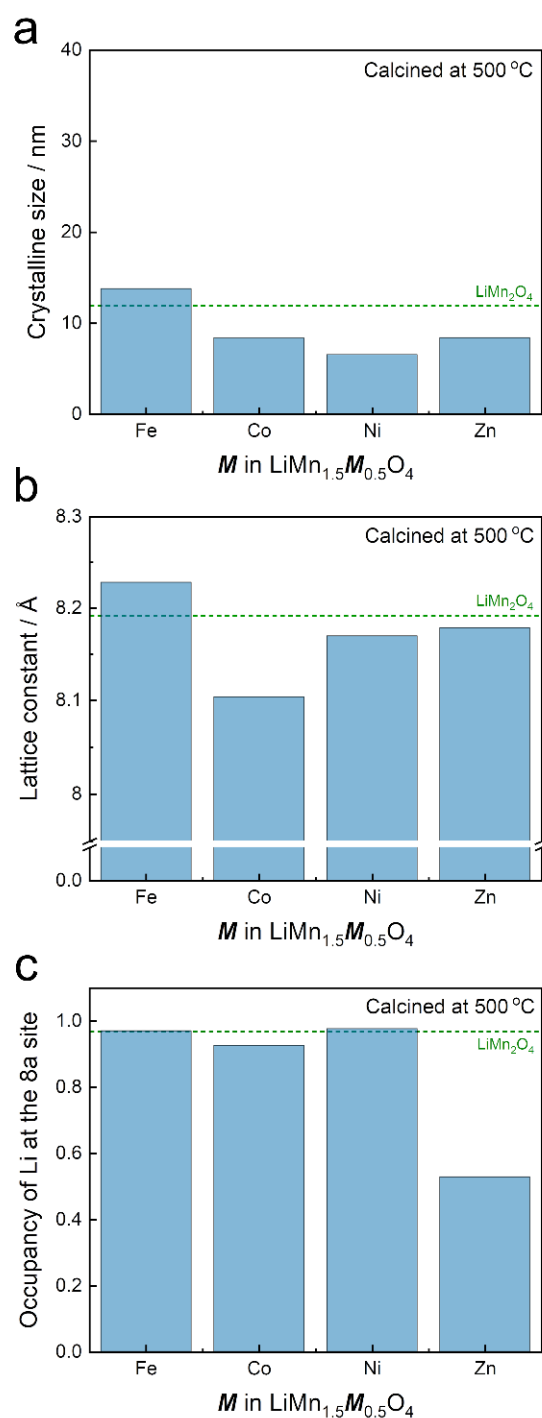 a
Calcined at 500 °C
Crystalline size / nm
40
30
20
10
0
LiMn₂O₄
Fe Co Ni Zn
M in LiMn₁.₅M₀.₅O₄
b
Calcined at 500 °C
Lattice constant / Å
8.3
8.2
8.1
8
0.0
LiMn₂O₄
Fe Co Ni Zn
M in LiMn₁.₅M₀.₅O₄
c
Calcined at 500 °C
Occupancy of Li at the 8a site
1.0
0.8
0.6
0.4
0.2
0.0
LiMn₂O₄
Fe Co Ni Zn
M in LiMn₁.₅M₀.₅O₄